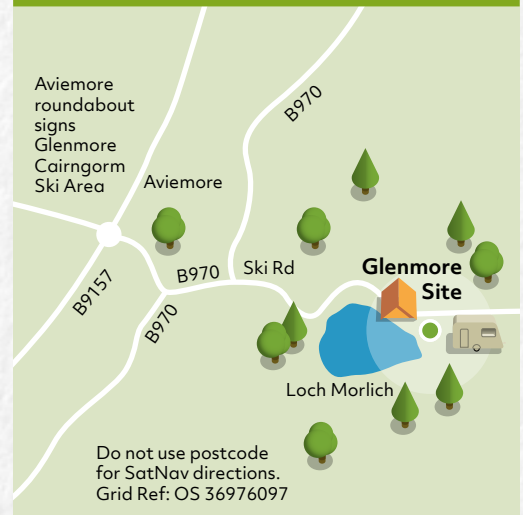 Aviemore
roundabout
signs
Glenmore
Cairngorm
Ski Area
Aviemore
B970
B9157
B970
B970
Ski Rd
Glenmore
Site
Loch Morlich
Do not use postcode
for SatNav directions.
Grid Ref: OS 36976097